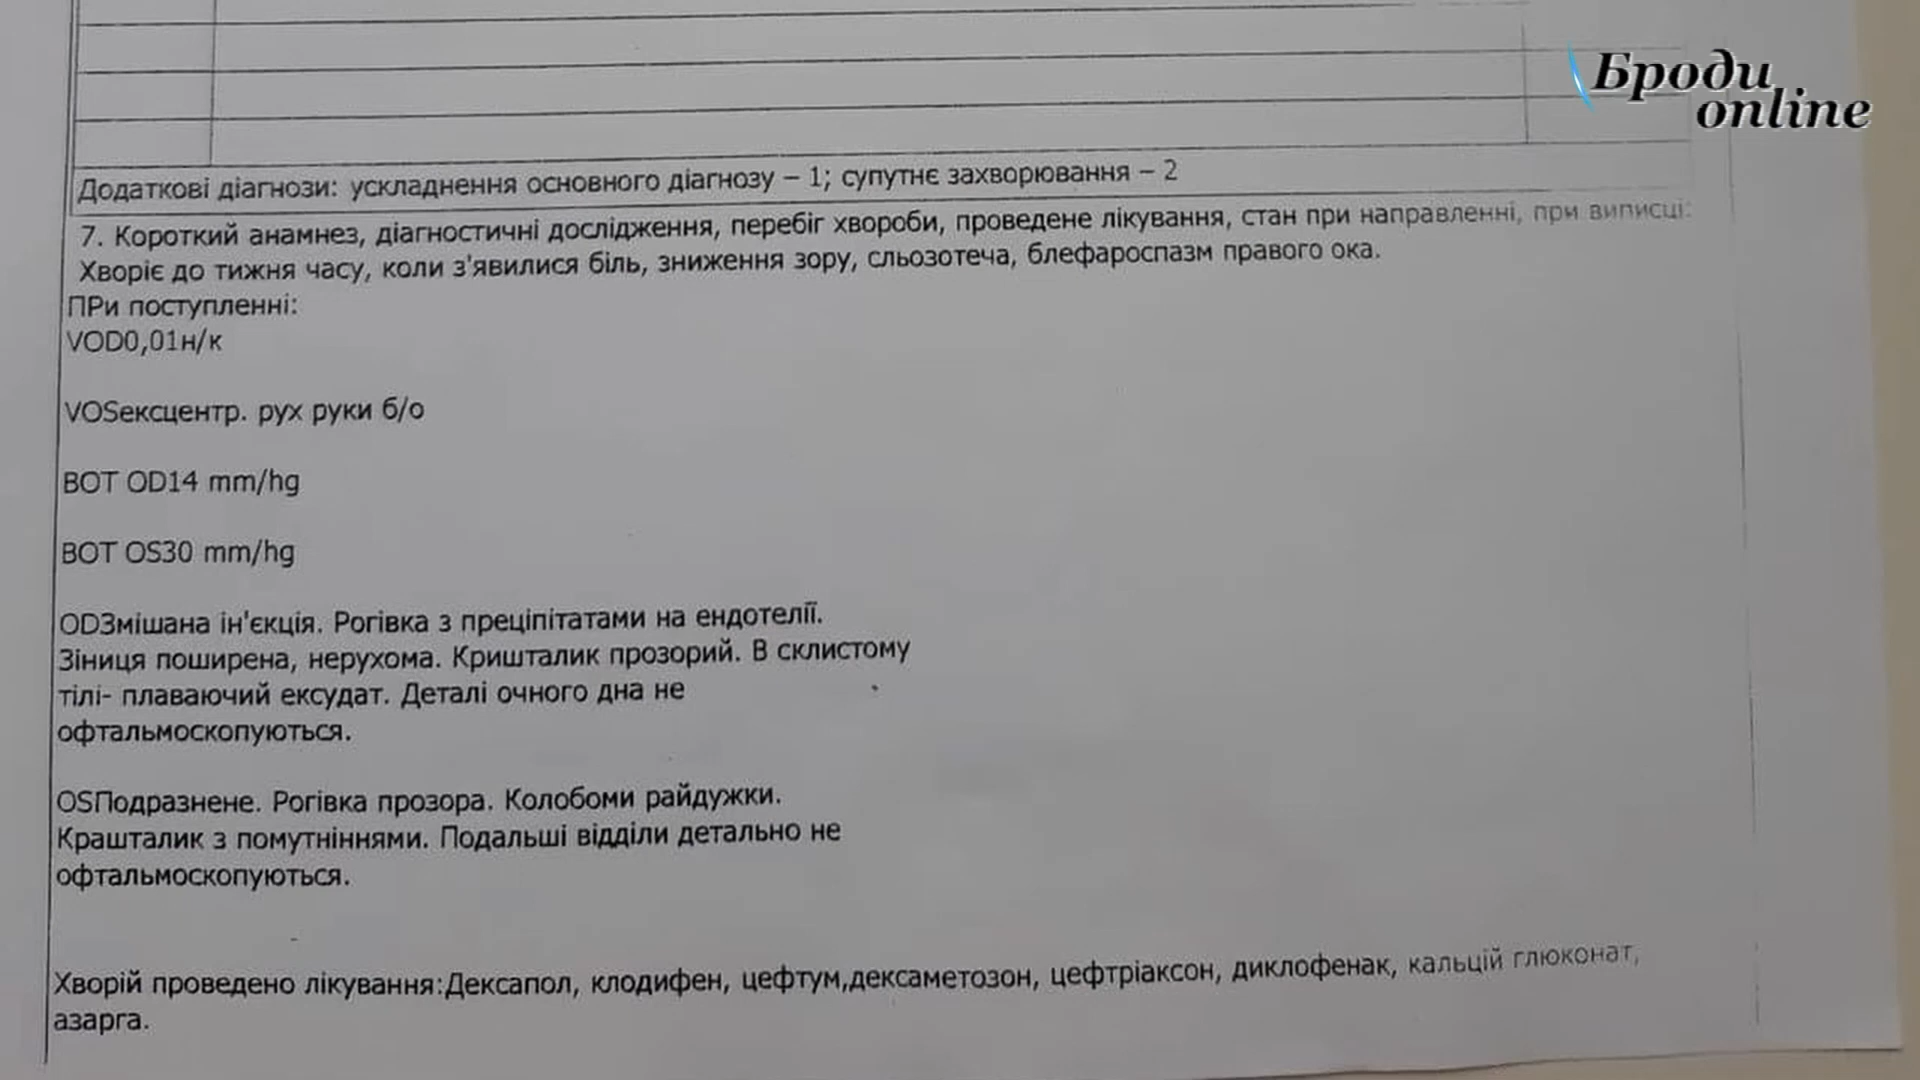 Броди
online
Додаткові діагнози: ускладнення основного діагнозу – 1; супутнє захворювання – 2
7. Короткий анамнез, діагностичні дослідження, перебіг хвороби, проведене лікування, стан при направленні, при виписці:
Хворіє до тижня часу, коли з'явилися біль, зниження зору, сльозотеча, блефароспазм правого ока.
ПРи поступленні:
VOD0,01н/к
VOSексцентр. рух руки б/о
ВОТ OD14 mm/hg
ВОТ OS30 mm/hg
ODЗмішана ін'єкція. Рогівка з преціпітатами на ендотелії.
Зіниця поширена, нерухома. Кришталик прозорий. В склистому
тілі- плаваючий ексудат. Деталі очного дна не
офтальмоскопуються.
OSПодразнене. Рогівка прозора. Колобоми райдужки.
Крашталик з помутніннями. Подальші відділи детально не
офтальмоскопуються.
Хворій проведено лікування:Дексапол, клодифен, цефтум,дексаметозон, цефтріаксон, диклофенак, кальцій глюконат,
азарга.